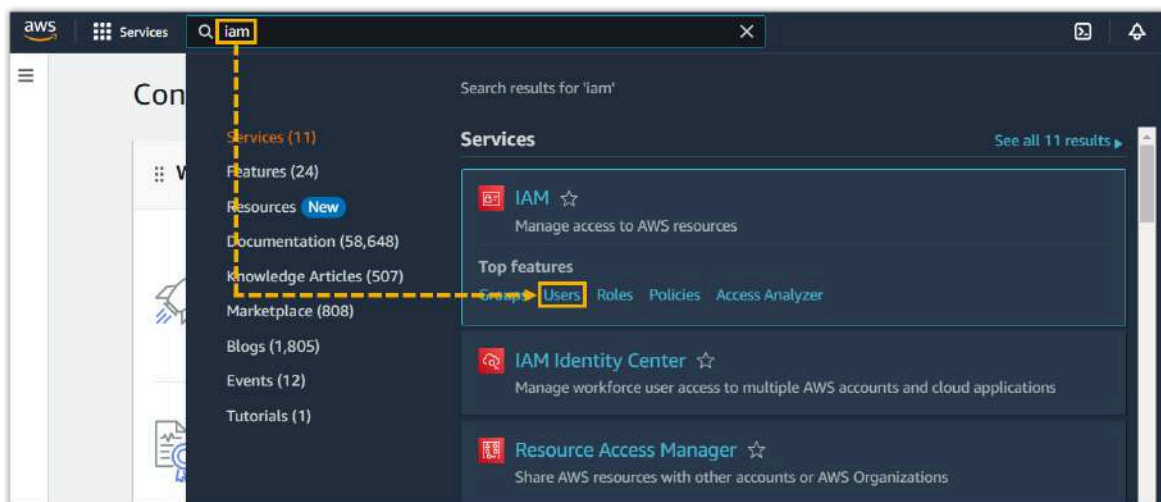 aws
Services
iam
Con
Search results for 'iam'
Services (11)
Features (24)
Resources New
Documentation (58,648)
Knowledge Articles (507)
Marketplace (808)
Blogs (1,805)
Events (12)
Tutorials (1)
Services
See all 11 results
IAM
Manage access to AWS resources
Top features
Groups Users Roles Policies Access Analyzer
IAM Identity Center
Manage workforce user access to multiple AWS accounts and cloud applications
Resource Access Manager
Share AWS resources with other accounts or AWS Organizations